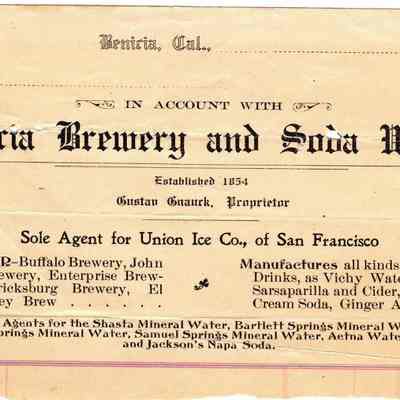 Benicia, Cal.,
IN ACCOUNT WITH
cia Brewery and Soda W
Established 1854
Gustav Gnauck, Proprietor
Sole Agent for Union Ice Co., of San Francisco
R—Buffalo Brewery, John
ewery, Enterprise Brew-
ricksburg Brewery, El
ey Brew . . . . . .
Manufactures all kinds
Drinks, as Vichy Wate
Sarsaparilla and Cider,
Cream Soda, Ginger A
Agents for the Shasta Mineral Water, Bartlett Springs Mineral W
prings Mineral Water, Samuel Springs Mineral Water, Aetna Water
and Jackson's Napa Soda.